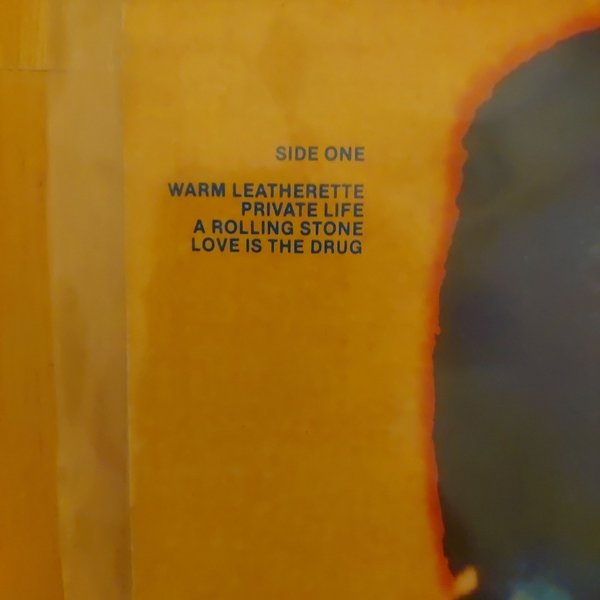 SIDE ONE
WARM LEATHERETTE
PRIVATE LIFE
A ROLLING STONE
LOVE IS THE DRUG